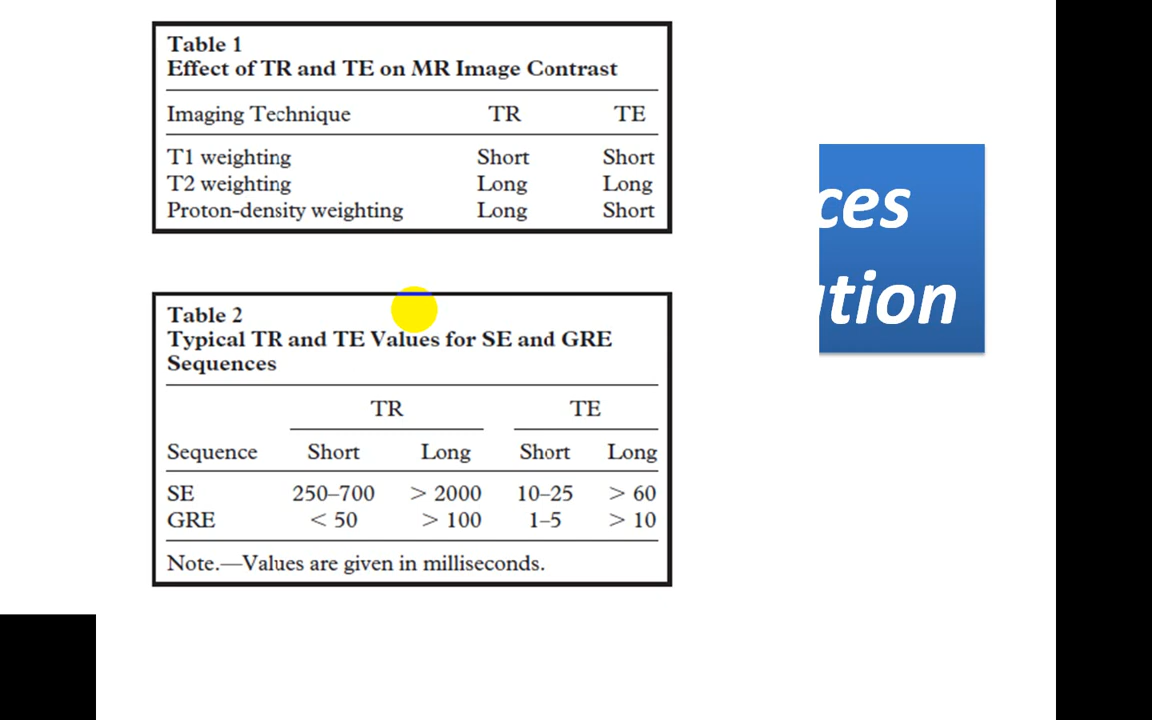 Table 1
Effect of TR and TE on MR Image Contrast
Imaging Technique TR TE
T1 weighting Short Short
T2 weighting Long Long
Proton-density weighting Long Short
Table 2
Typical TR and TE Values for SE and GRE
Sequences
TR TE
Sequence Short Long Short Long
SE 250–700 > 2000 10–25 > 60
GRE < 50 > 100 1–5 > 10
Note.—Values are given in milliseconds.
ces
tion